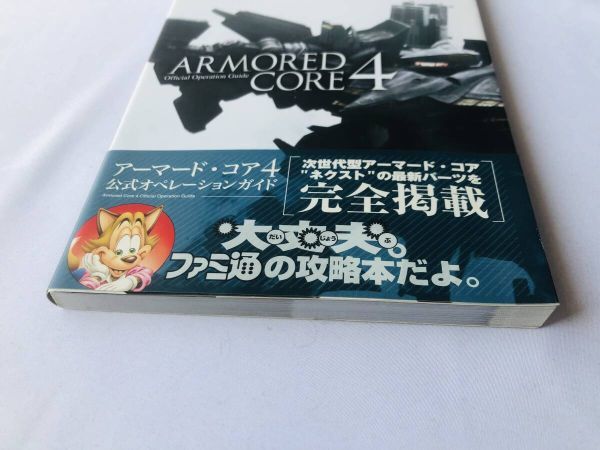 ARMORED
Official Operation Guide
CORE 4
アーマード・コア4
公式オペレーションガイド
Armored Core 4 Official Operation Guide
次世代型アーマード・コア
"ネクスト"の最新パーツを
完全掲載
大丈夫。
だい じょう ぶ
ファミ通の攻略本だよ。